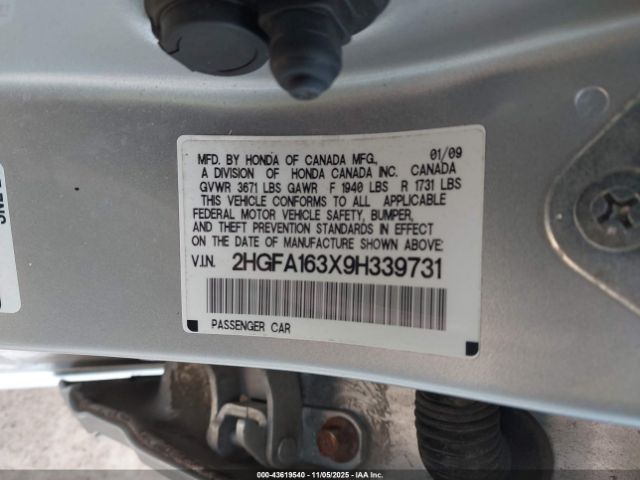 MFD. BY HONDA OF CANADA MFG., 01/09
A DIVISION OF HONDA CANADA INC. CANADA
GVWR 3671 LBS GAWR F 1940 LBS R 1731 LBS
THIS VEHICLE CONFORMS TO ALL APPLICABLE
FEDERAL MOTOR VEHICLE SAFETY, BUMPER,
AND THEFT PREVENTION STANDARDS IN EFFECT
ON THE DATE OF MANUFACTURE SHOWN ABOVE:
V.I.N. 2HGFA163X9H339731
PASSENGER CAR
000-43619540 - 11/05/2025 - IAAI.COM